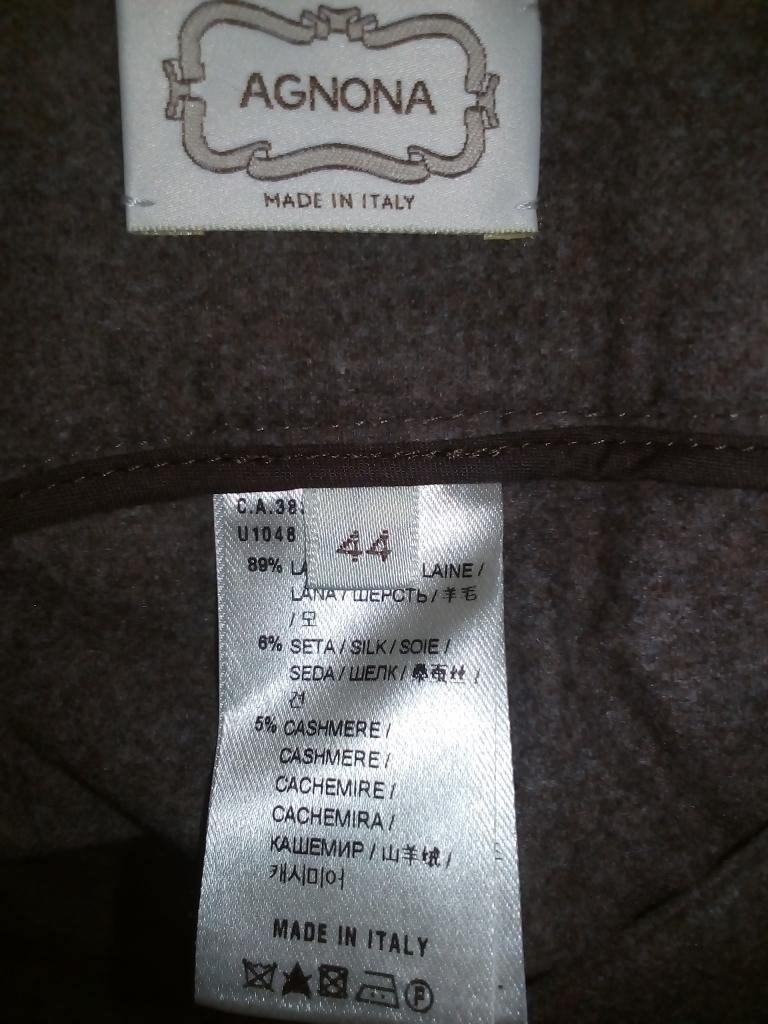 AGNONA
MADE IN ITALY
C.A.38
U1048
44
89% LAINE /
LANA / ШЕРСТЬ / 羊毛
/ 모
6% SETA / SILK / SOIE /
SEDA / ШЕЛК / 桑蚕丝 /
견
5% CASHMERE /
CASHMERE /
CACHEMIRE /
CACHEMIRA /
КАШЕМИР / 山羊绒 /
캐시미어
MADE IN ITALY
P